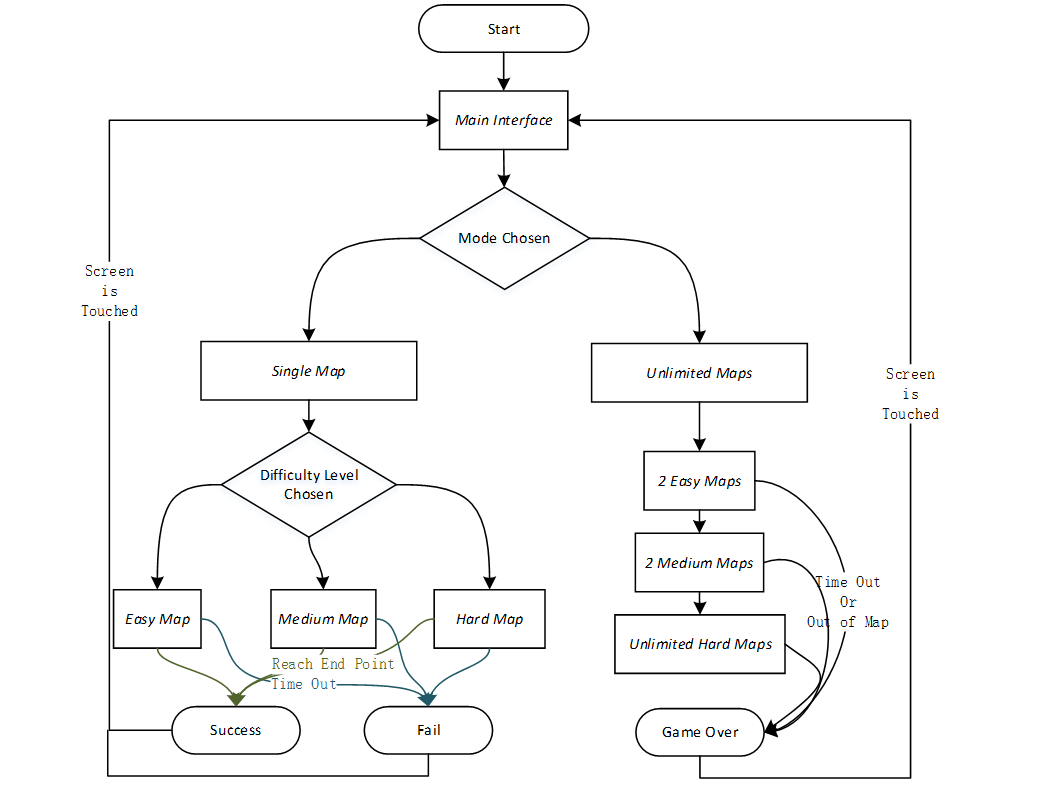 Start
Main Interface
Mode Chosen
Screen
is
Touched
Single Map
Unlimited Maps
Screen
is
Touched
Difficulty Level
Chosen
2 Easy Maps
2 Medium Maps
Time Out
Or
Out of Map
Easy Map
Medium Map
Hard Map
Unlimited Hard Maps
Reach End Point
Time Out
Success
Fail
Game Over